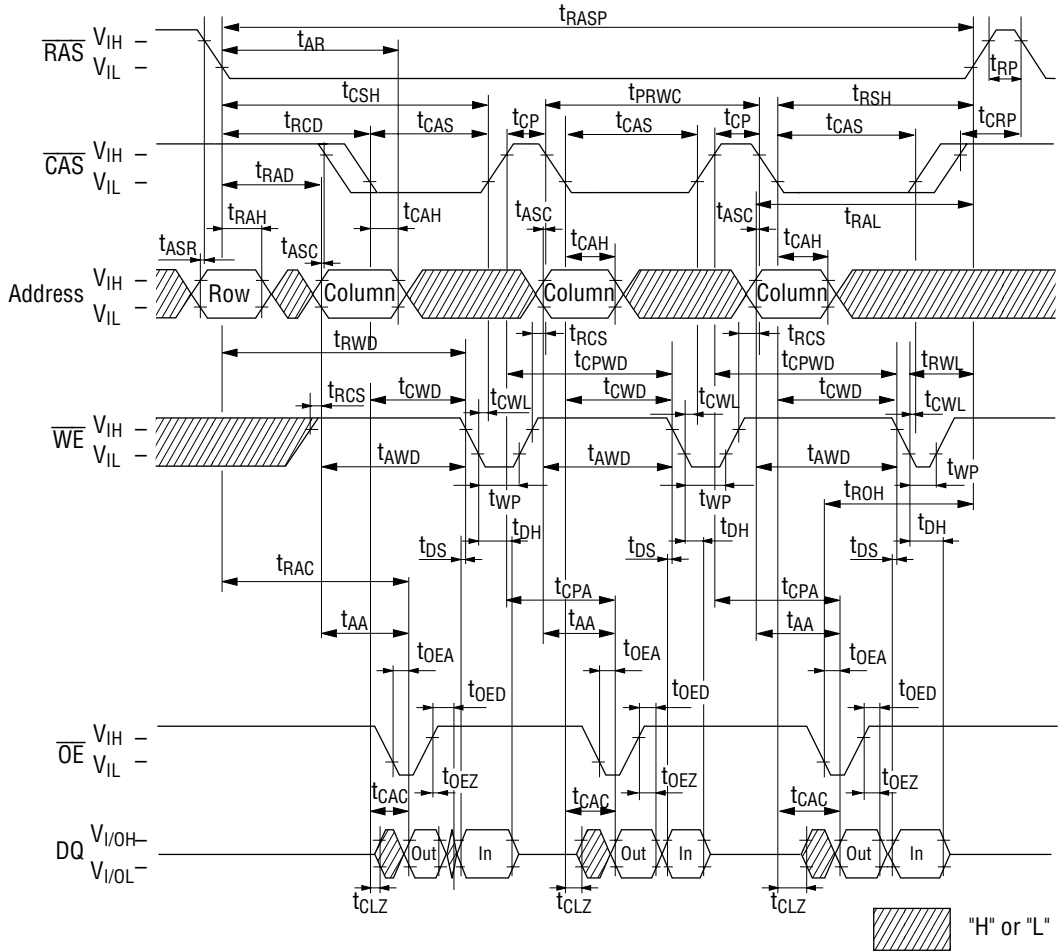 tRASP
tAR
RAS VIH VIL
tRP
tCSH tPRWC tRSH
tRCD tCAS tCP tCAS tCP tCAS tCRP
CAS VIH VIL
tRAD tCAH tASC tASC tRAL
tRAH tCAH tCAH
tASR tASC
Address VIH VIL Row Column Column Column
tRWD tRCS tRCS
tCPWD tCPWD tRWL
tRCS tCWD tCWL tCWD tCWL tCWD tCWL
WE VIH VIL
tAWD tAWD tAWD
tWP tWP tROH tWP
tDS tDH tDS tDH tDS tDH
tRAC tCPA tCPA
tAA tAA tAA
tOEA tOEA tOEA
tOED tOED tOED
OE VIH VIL
tCAC tOEZ tCAC tOEZ tCAC tOEZ
DQ VI/OH VI/OL Out In Out In Out In
tCLZ tCLZ tCLZ
"H" or "L"